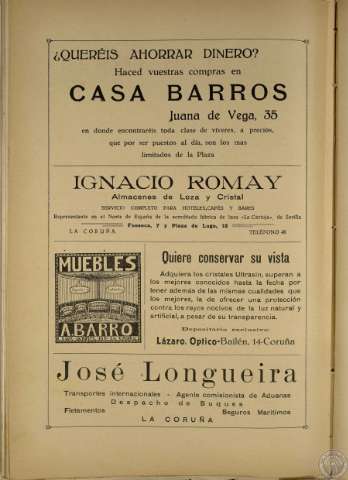 ¿QUERÉIS AHORRAR DINERO?
Haced vuestras compras en
CASA BARROS
Juana de Vega, 35
en donde encontraréis toda clase de víveres, a precios,
que por ser puestos al día, son los mas
limitados de la Plaza
IGNACIO ROMAY
Almacenes de Loza y Cristal
SERVICIO COMPLETO PARA HOTELES, CAFÉS Y BARES
Representante en el Norte de España de la acreditada fábrica de loza «La Cartuja», de Sevilla
Fonseca, 7 y Plaza de Lugo, 10
LA CORUÑA TELÉFONO
MUEBLES
ABARRO
Quiere conservar su vista
Adquiera los cristales Ultrasin, superan a
los mejores conocidos hasta la fecha por
tener además de las mismas cualidades que
los mejores, la de ofrecer una protección
contra los rayos nocivos de la luz natural y
artificial, a pesar de su transparencia.
Depositario exclusivo:
Lázaro. Optico-Bailén, 14-Coruña
José Longueira
Transportes internacionales - Agente comisionista de Aduanas
Despacho de Buques
Fletamentos Seguros Marítimos
LA CORUÑA